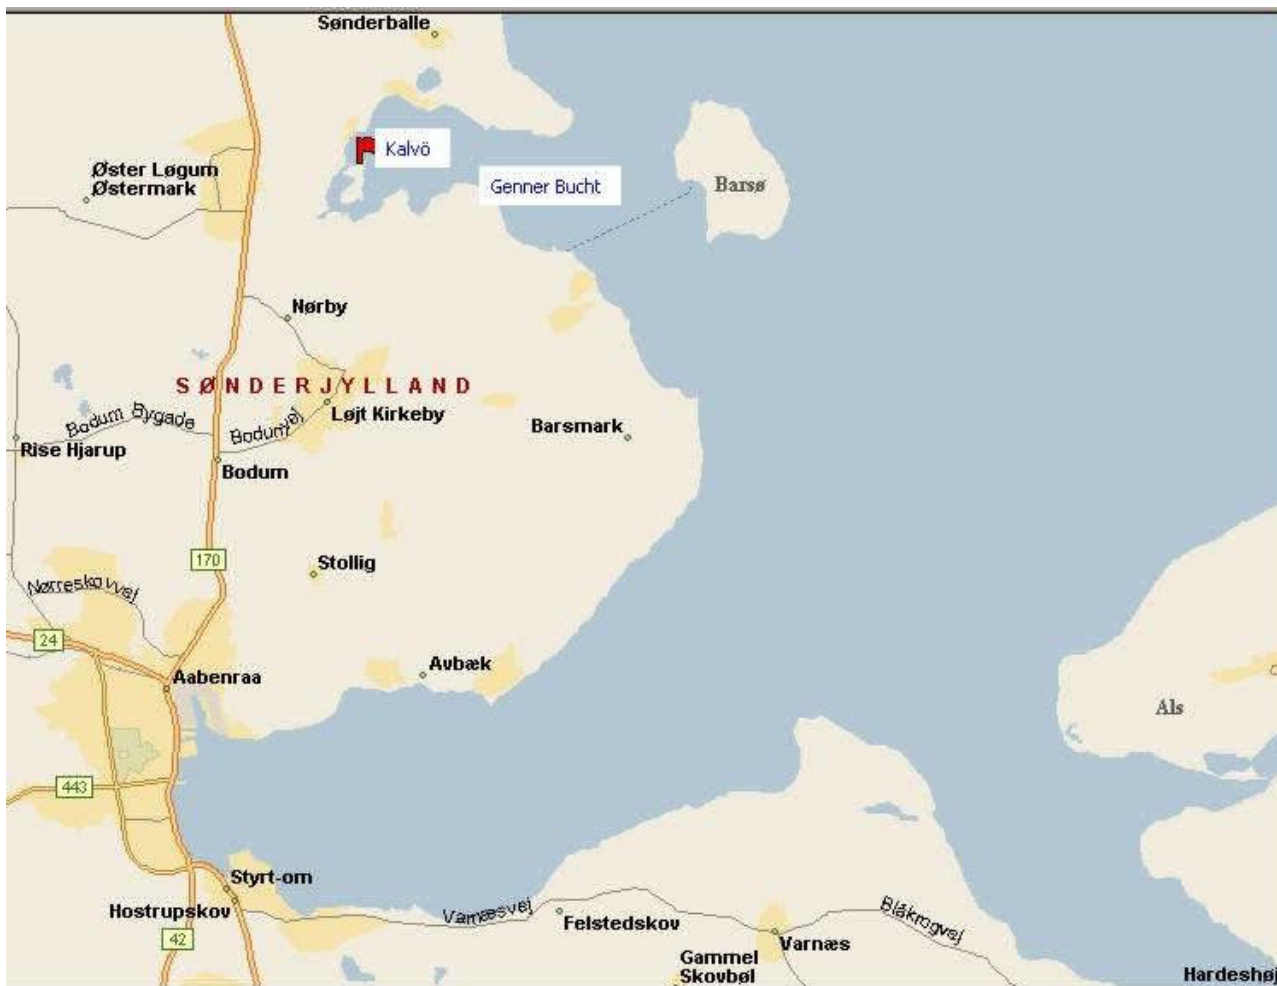 Sønderballe
Kalvö
Øster Løgum
Østermark
Genner Bucht
Barsø
Nørby
SØNDERJYLLAND
Løjt Kirkeby
Bodum Bygade
Bodumvej
Barsmark
Rise Hjarup
Bodum
170
Stollig
Nørreskovvej
24
Avbæk
Aabenraa
Als
443
Styrt-om
Hostrupskov
Varnæsvej
Felstedskov
Blåkrogvej
42
Varnæs
Gammel
Skovbøl
Hardeshøj